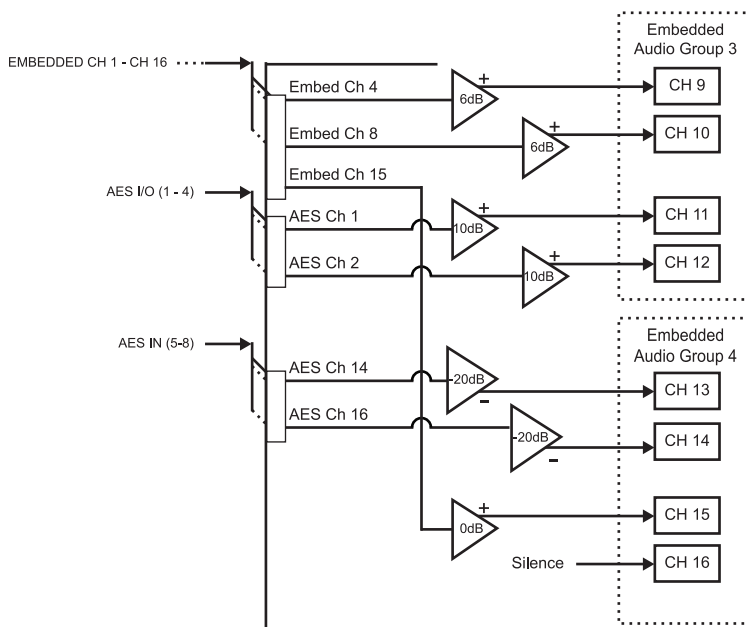 Embedded
Audio Group 3
EMBEDDED CH 1 - CH 16
Embed Ch 4
6dB
+
CH 9
Embed Ch 8
6dB
+
CH 10
Embed Ch 15
AES I/O (1 - 4)
AES Ch 1
10dB
+
CH 11
AES Ch 2
10dB
+
CH 12
Embedded
Audio Group 4
AES IN (5-8)
AES Ch 14
-20dB
-
CH 13
AES Ch 16
-20dB
-
CH 14
0dB
+
CH 15
Silence
CH 16